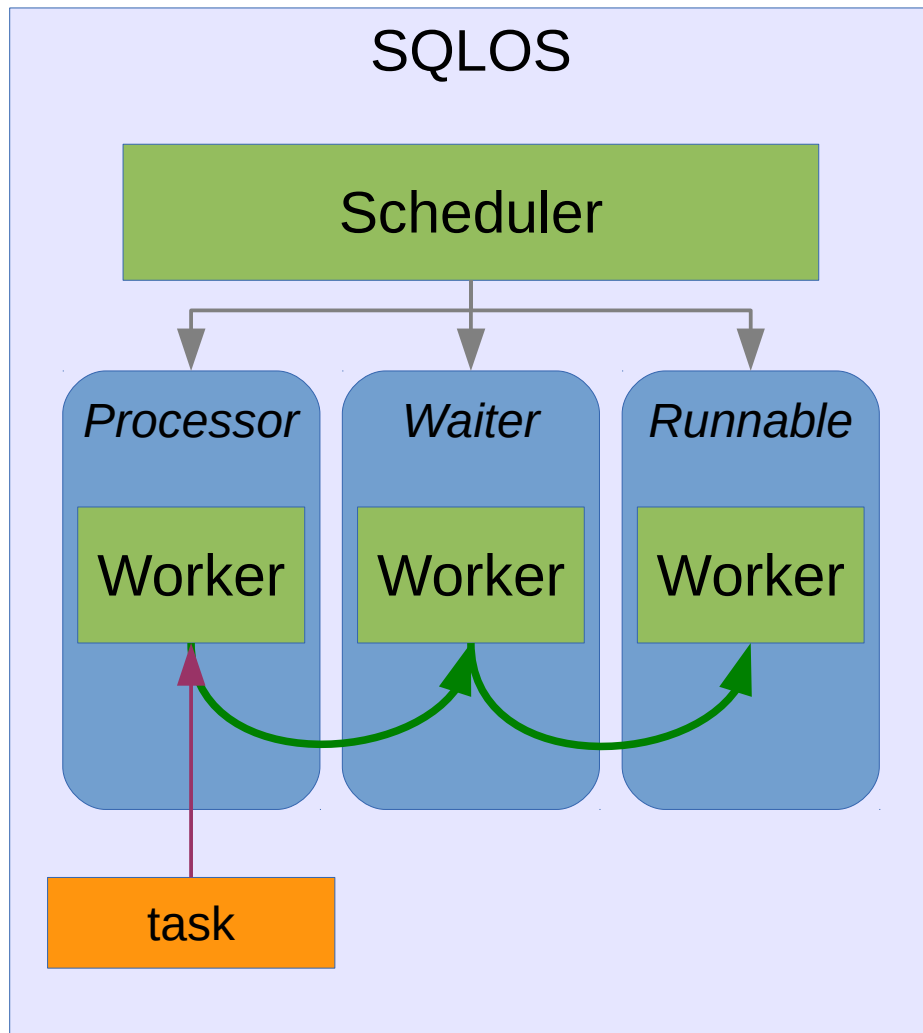 SQLOS
Scheduler
Processor
Waiter
Runnable
Worker
Worker
Worker
task